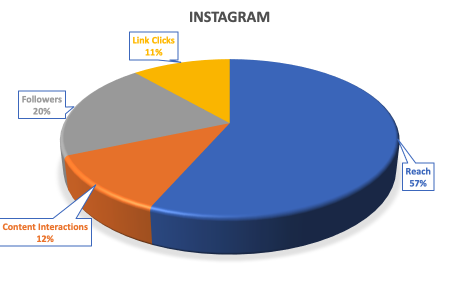 INSTAGRAM
Link Clicks
11%
Followers
20%
Reach
57%
Content Interactions
12%